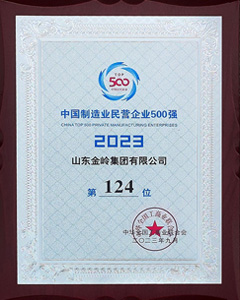 TOP
500
中国制造业民营企业500强
CHINA TOP 500 PRIVATE MANUFACTURING ENTERPRISES
2023
山东金岭集团有限公司
第 124 位
中华全国工商业联合会
二〇二三年九月